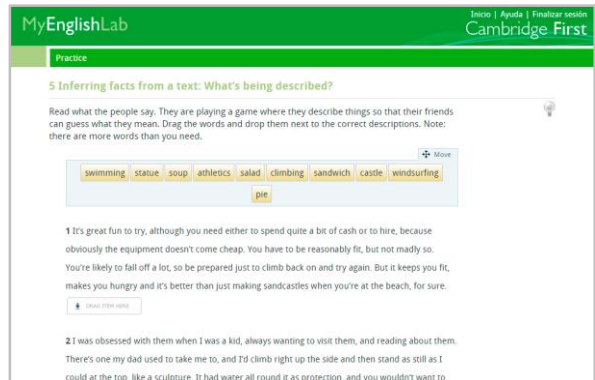 MyEnglishLab
Inicio | Ayuda | Finalizar sesión
Cambridge First
Practice
5 Inferring facts from a text: What's being described?
Read what the people say. They are playing a game where they describe things so that their friends
can guess what they mean. Drag the words and drop them next to the correct descriptions. Note:
there are more words than you need.
Move
swimming statue soup athletics salad climbing sandwich castle windsurfing
pie
1 It's great fun to try, although you need either to spend quite a bit of cash or to hire, because
obviously the equipment doesn't come cheap. You have to be reasonably fit, but not madly so.
You're likely to fall off a lot, so be prepared just to climb back on and try again. But it keeps you fit,
makes you hungry and it's better than just making sandcastles when you're at the beach, for sure.
DRAG ITEM HERE
2 I was obsessed with them when I was a kid, always wanting to visit them, and reading about them.
There's one my dad used to take me to, and I'd climb right up the side and then stand as still as I
could at the top, like a sculpture. It had water all round it as protection, and you wouldn't want to